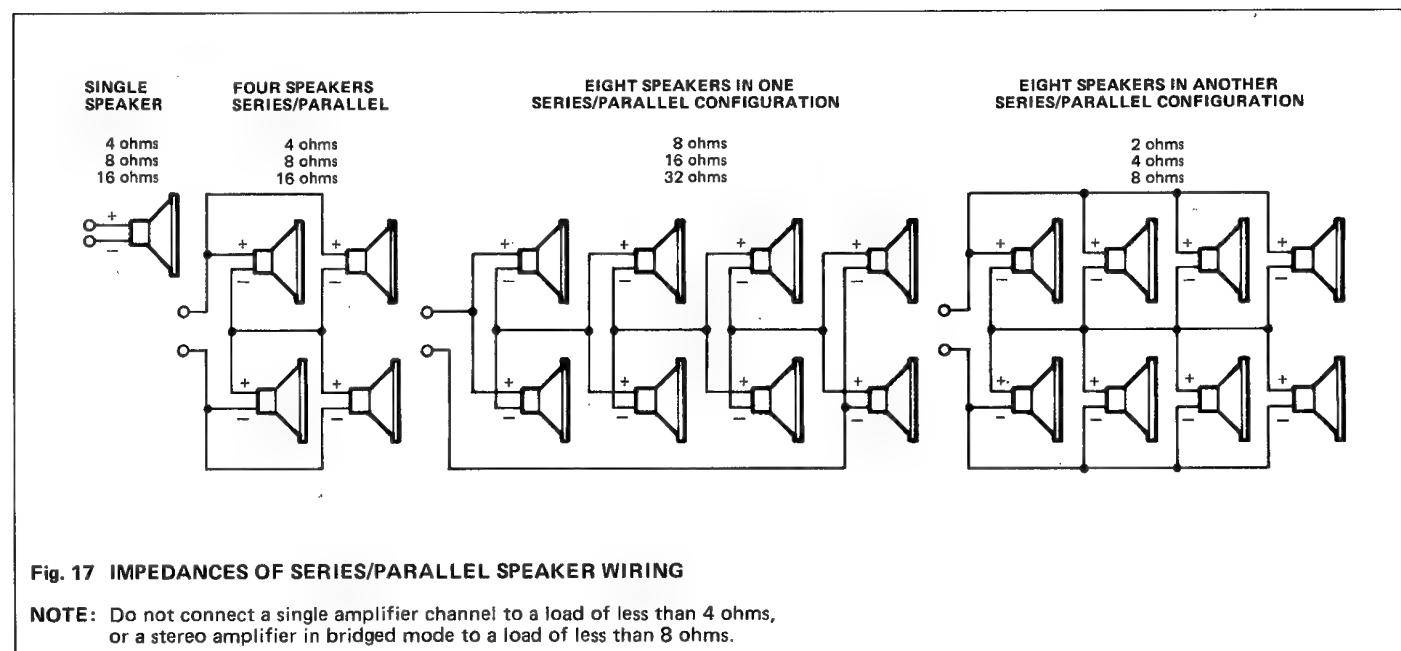 SINGLE
SPEAKER
4 ohms
8 ohms
16 ohms
+
−
FOUR SPEAKERS
SERIES/PARALLEL
4 ohms
8 ohms
16 ohms
+
−
+
−
+
−
+
−
EIGHT SPEAKERS IN ONE
SERIES/PARALLEL CONFIGURATION
8 ohms
16 ohms
32 ohms
+
−
+
−
+
−
+
−
+
−
+
−
+
−
+
−
EIGHT SPEAKERS IN ANOTHER
SERIES/PARALLEL CONFIGURATION
2 ohms
4 ohms
8 ohms
+
−
+
−
+
−
+
−
+
−
+
−
+
−
+
−
Fig. 17 IMPEDANCES OF SERIES/PARALLEL SPEAKER WIRING
NOTE: Do not connect a single amplifier channel to a load of less than 4 ohms,
or a stereo amplifier in bridged mode to a load of less than 8 ohms.